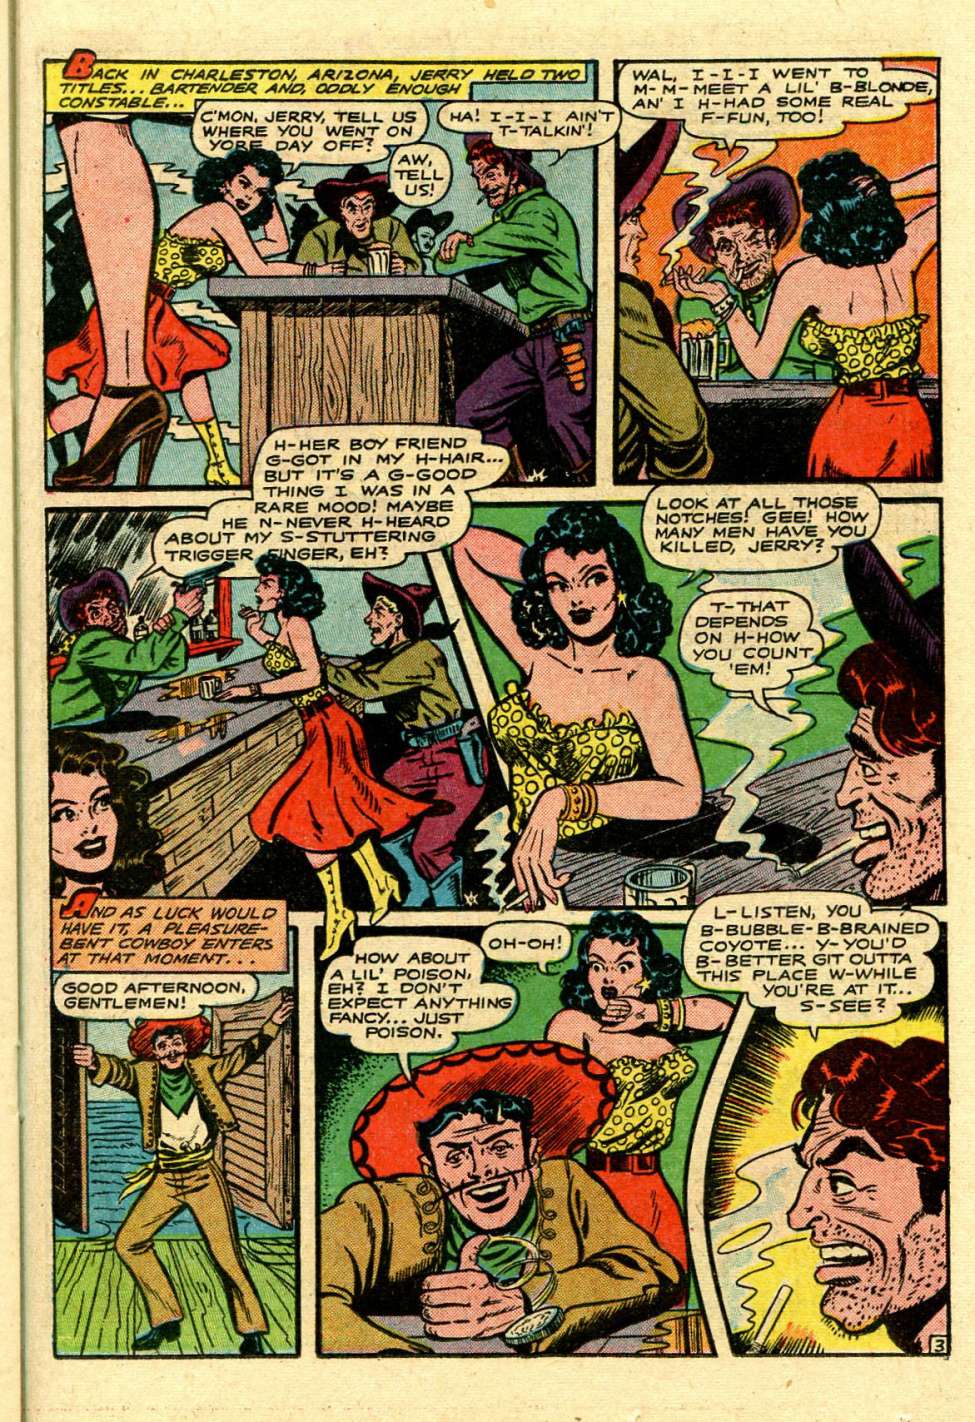 BACK IN CHARLESTON, ARIZONA, JERRY HELD TWO
TITLES... BARTENDER AND, ODDLY ENOUGH
CONSTABLE...
C'MON, JERRY, TELL US
WHERE YOU WENT ON
YORE DAY OFF?
AW,
TELL
US!
HA! I-I-I AIN'T
T-TALKIN'!
WAL, I-I-I WENT TO
M-M-MEET A LIL' B-BLONDE,
AN' I H-HAD SOME REAL
F-FUN, TOO!
H-HER BOY FRIEND
G-GOT IN MY H-HAIR...
BUT IT'S A G-GOOD
THING I WAS IN A
RARE MOOD! MAYBE
HE N-NEVER H-HEARD
ABOUT MY S-STUTTERING
TRIGGER FINGER, EH?
LOOK AT ALL THOSE
NOTCHES! GEE! HOW
MANY MEN HAVE YOU
KILLED, JERRY?
T-THAT
DEPENDS
ON H-HOW
YOU COUNT
'EM!
AND AS LUCK WOULD
HAVE IT, A PLEASURE-
BENT COWBOY ENTERS
AT THAT MOMENT...
GOOD AFTERNOON,
GENTLEMEN!
HOW ABOUT
A LIL' POISON,
EH? I DON'T
EXPECT ANYTHING
FANCY... JUST
POISON.
OH-OH!
L-LISTEN, YOU
B-BUBBLE-B-BRAINED
COYOTE... Y-YOU'D
B-BETTER GIT OUTTA
THIS PLACE W-WHILE
YOU'RE AT IT...
S-SEE?
3